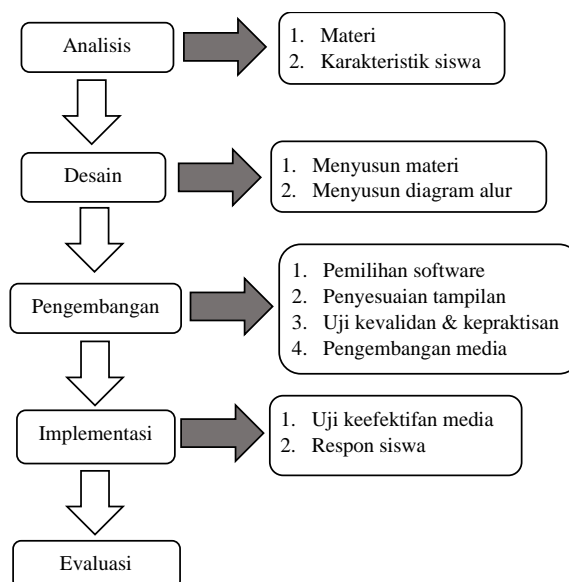 Analisis
1. Materi
2. Karakteristik siswa
Desain
1. Menyusun materi
2. Menyusun diagram alur
Pengembangan
1. Pemilihan software
2. Penyesuaian tampilan
3. Uji kevalidan & kepraktisan
4. Pengembangan media
Implementasi
1. Uji keefektifan media
2. Respon siswa
Evaluasi